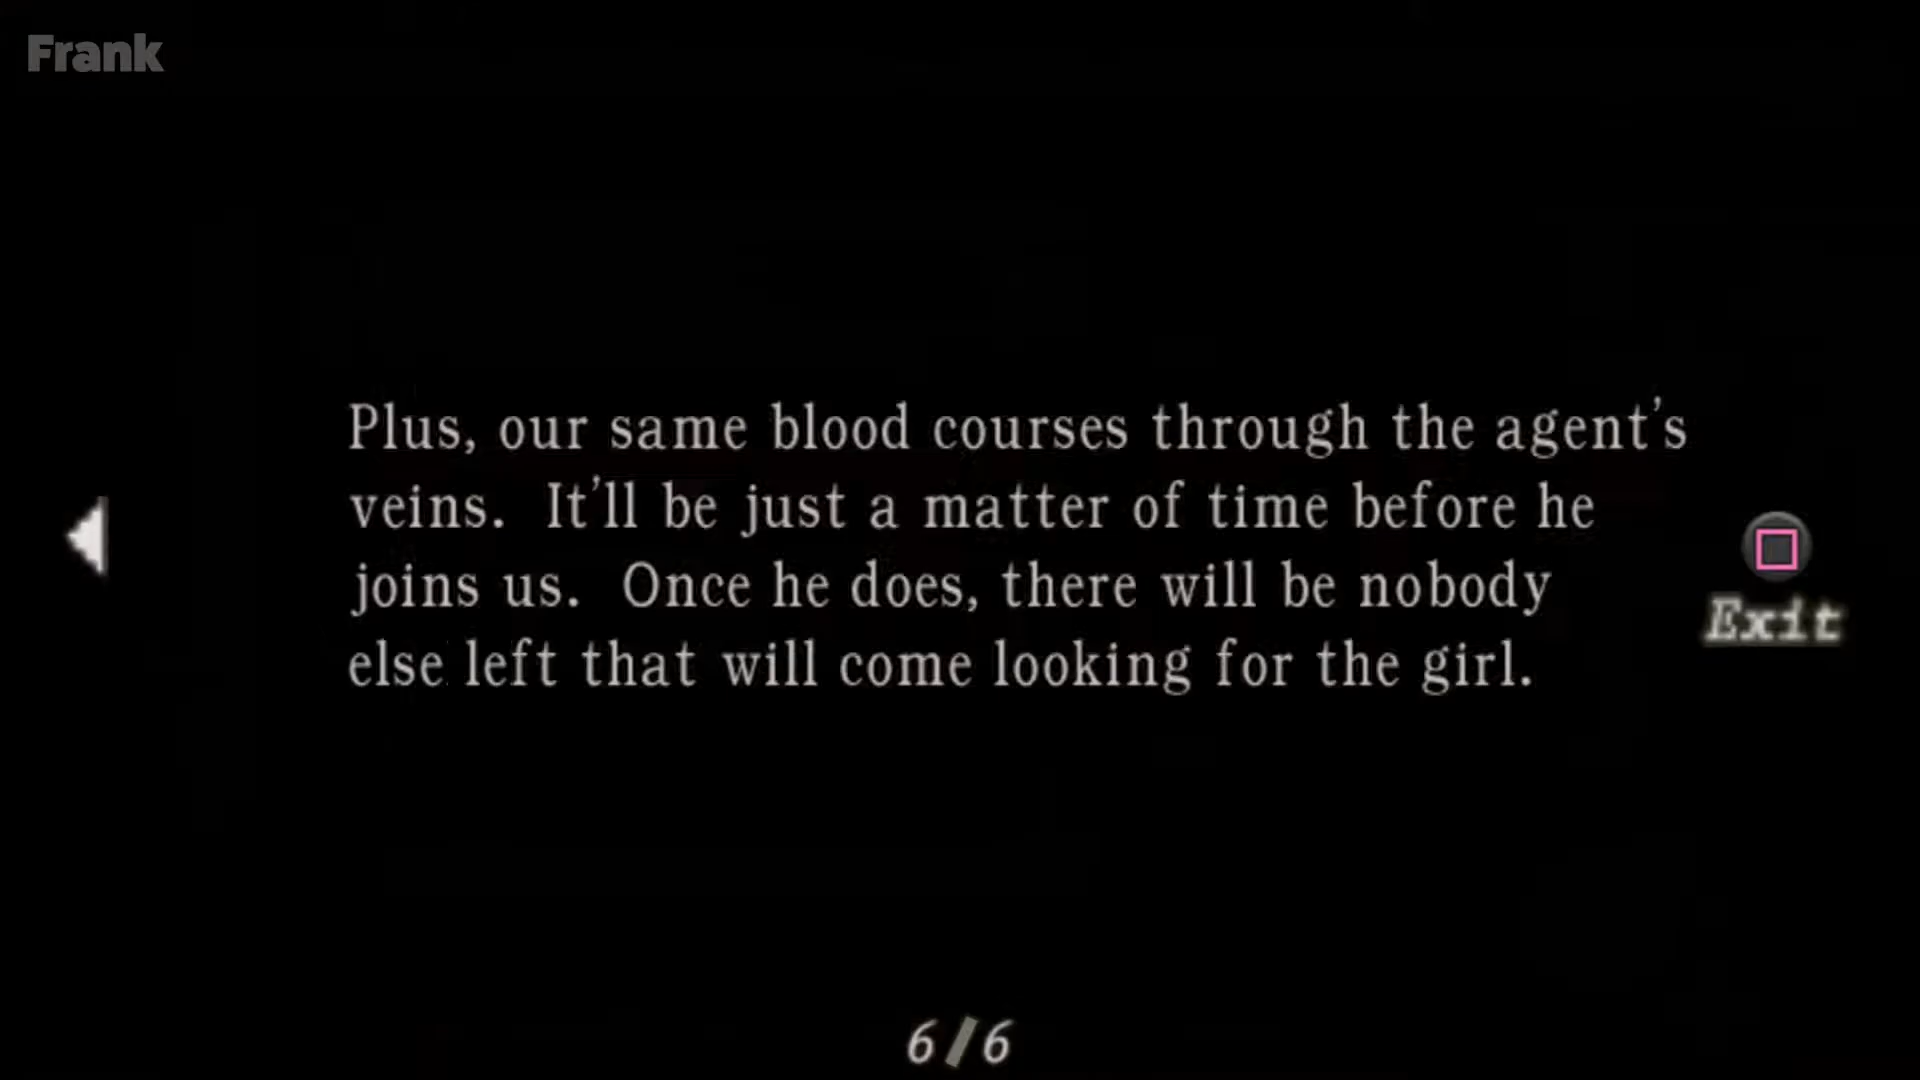 Frank
Plus, our same blood courses through the agent's
veins. It'll be just a matter of time before he
joins us. Once he does, there will be nobody
else left that will come looking for the girl.
Exit
6/6